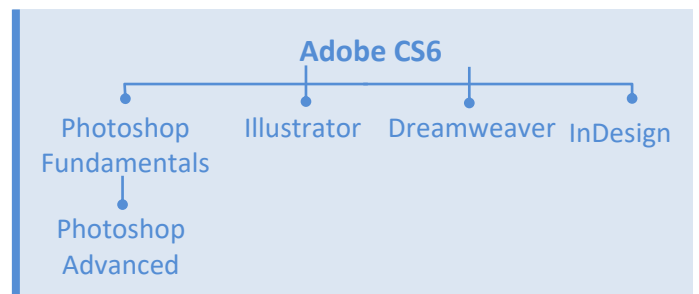 Adobe CS6
Photoshop
Fundamentals
Illustrator
Dreamweaver
InDesign
Photoshop
Advanced